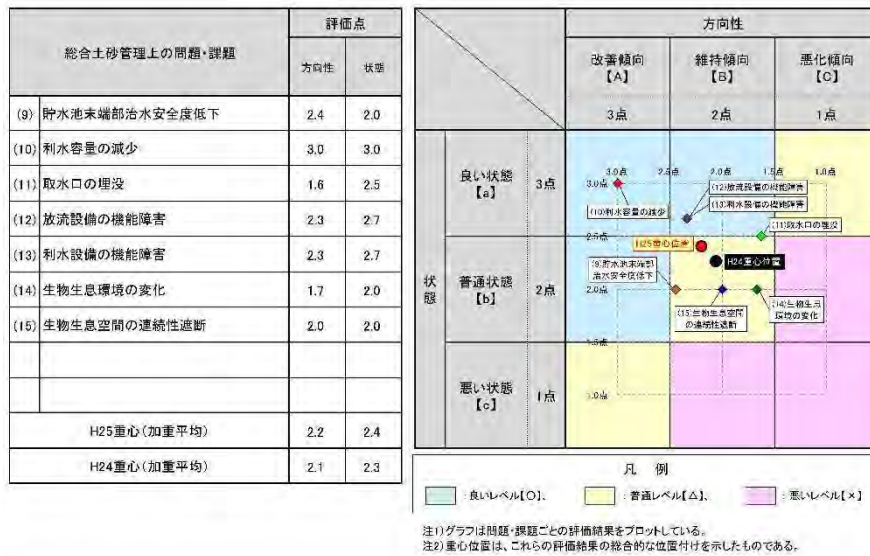 総合土砂管理上の問題・課題
評価点
方向性 状態
(9) 貯水池末端部治水安全度低下 2.4 2.0
(10) 利水容量の減少 3.0 3.0
(11) 取水口の埋没 1.6 2.5
(12) 放流設備の機能障害 2.3 2.7
(13) 利水設備の機能障害 2.3 2.7
(14) 生物生息環境の変化 1.7 2.0
(15) 生物生息空間の連続性遮断 2.0 2.0
H25重心(加重平均) 2.2 2.4
H24重心(加重平均) 2.1 2.3
方向性
改善傾向 維持傾向 悪化傾向
【A】 【B】 【C】
3点 2点 1点
状態
良い状態
【a】
3点
普通状態
【b】
2点
悪い状態
【c】
1点
3.0点 2.5点 2.0点 1.5点 1.0点
3.0点
(12)放流設備の機能障害
(13)利水設備の機能障害
(10)利水容量の減少
(11)取水口の埋没
2.5点
H25重心位置
H24重心位置
(9)貯水池末端部
治水安全度低下
2.0点
(15)生物生息空間
の連続性遮断
(14)生物生息
環境の変化
1.5点
1.0点
凡 例
:良いレベル【○】、 :普通レベル【△】、 :悪いレベル【×】
注1)グラフは問題・課題ごとの評価結果をプロットしている。
注2)重心位置は、これらの評価結果の総合的な位置付けを示したものである。